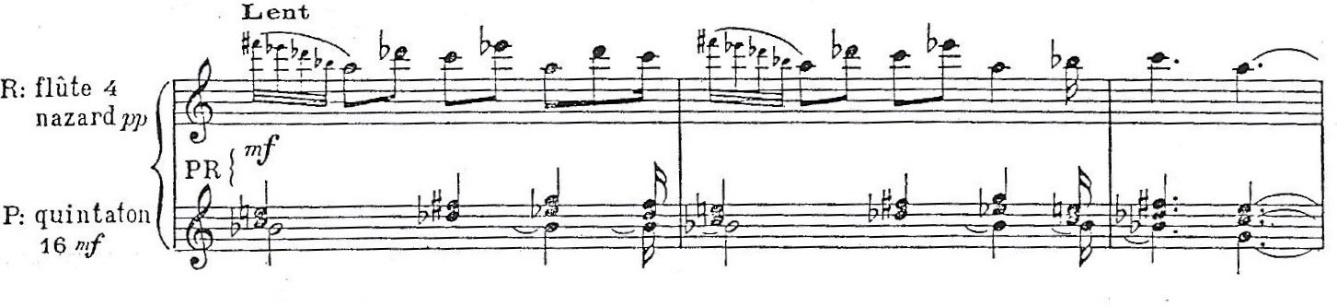 Lent
R: flûte 4
nazard pp
mf
PR
P: quintaton
16 mf